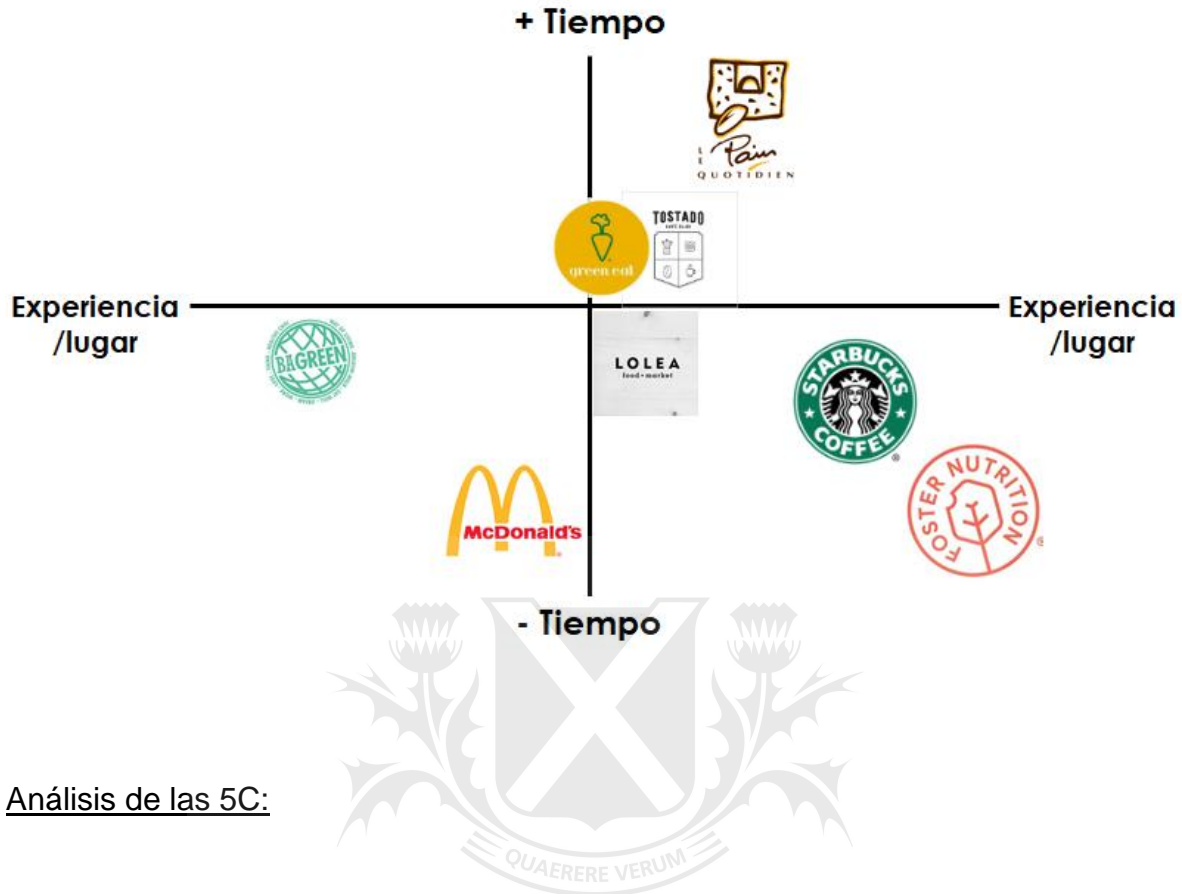 + Tiempo
LE
Pain
QUOTIDIEN
TOSTADO
green eat
Experiencia
/lugar
Experiencia
/lugar
BAGREEN
LOLEA
food+market
STARBUCKS
COFFEE
FOSTER NUTRITION
McDonald's
- Tiempo
Análisis de las 5C:
QUAERERE VERUM